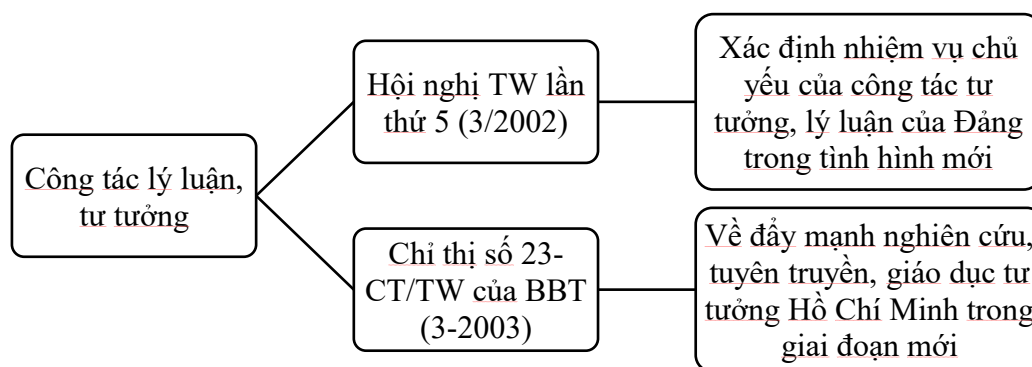 Công tác lý luận,
tư tưởng
Hội nghị TW lần
thứ 5 (3/2002)
Xác định nhiệm vụ chủ
yếu của công tác tư
tưởng, lý luận của Đảng
trong tình hình mới
Chỉ thị số 23-
CT/TW của BBT
(3-2003)
Về đẩy mạnh nghiên cứu,
tuyên truyền, giáo dục tư
tưởng Hồ Chí Minh trong
giai đoạn mới